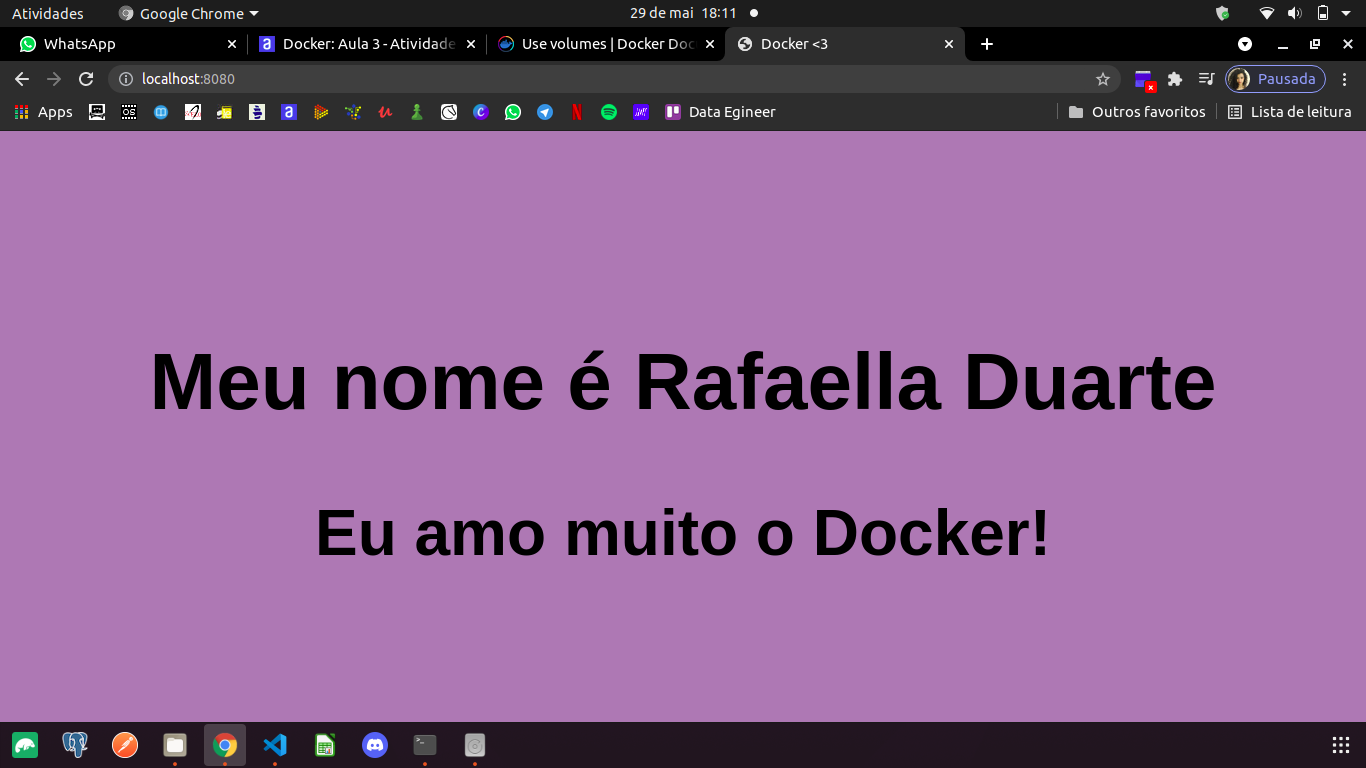 Atividades
Google Chrome
29 de mai 18:11
WhatsApp
Docker: Aula 3 - Atividade
Use volumes | Docker Doc
Docker <3
localhost:8080
Pausada
Apps
Data Egineer
Outros favoritos
Lista de leitura
Meu nome é Rafaella Duarte
Eu amo muito o Docker!